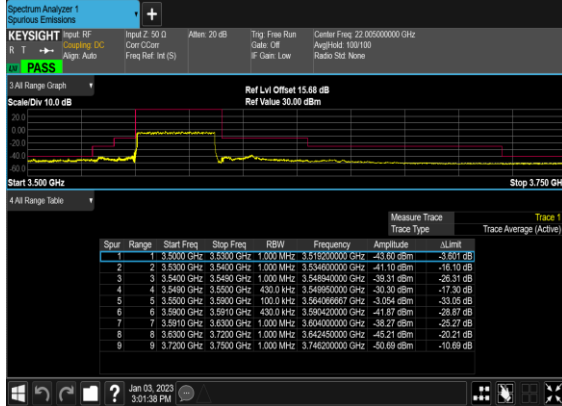 Spectrum Analyzer 1
Spurious Emissions
+
KEYSIGHT Input: RF Input Z: 50 Ω Atten: 20 dB Trig: Free Run Center Freq: 22.005000000 GHz
R T Coupling: DC Corr CCorr Gate: Off Avg|Hold: 100/100
Align: Auto Freq Ref: Int (S) IF Gain: Low Radio Std: None
PASS
3 All Range Graph
Ref Lvl Offset 15.68 dB
Scale/Div 10.0 dB Ref Value 30.00 dBm
20.0
0.00
-20.0
-40.0
-60.0
Start 3.500 GHz Stop 3.750 GH
4 All Range Table
Measure Trace Trace 1
Trace Type Trace Average (Active)
Spur Range Start Freq Stop Freq RBW Frequency Amplitude ΔLimit
1 1 3.5000 GHz 3.5300 GHz 1.000 MHz 3.519200000 GHz -43.60 dBm -3.601 dB
2 2 3.5300 GHz 3.5400 GHz 1.000 MHz 3.534600000 GHz -41.10 dBm -16.10 dB
3 3 3.5400 GHz 3.5490 GHz 1.000 MHz 3.548940000 GHz -39.31 dBm -26.31 dB
4 4 3.5490 GHz 3.5500 GHz 430.0 kHz 3.549950000 GHz -30.30 dBm -17.30 dB
5 5 3.5500 GHz 3.5900 GHz 100.0 kHz 3.564066667 GHz -3.054 dBm -33.05 dB
6 6 3.5900 GHz 3.5910 GHz 430.0 kHz 3.590420000 GHz -41.87 dBm -28.87 dB
7 7 3.5910 GHz 3.6300 GHz 1.000 MHz 3.604000000 GHz -38.27 dBm -25.27 dB
8 8 3.6300 GHz 3.7200 GHz 1.000 MHz 3.642450000 GHz -45.21 dBm -20.21 dB
9 9 3.7200 GHz 3.7500 GHz 1.000 MHz 3.746200000 GHz -50.69 dBm -10.69 dB
? Jan 03, 2023
3:01:38 PM